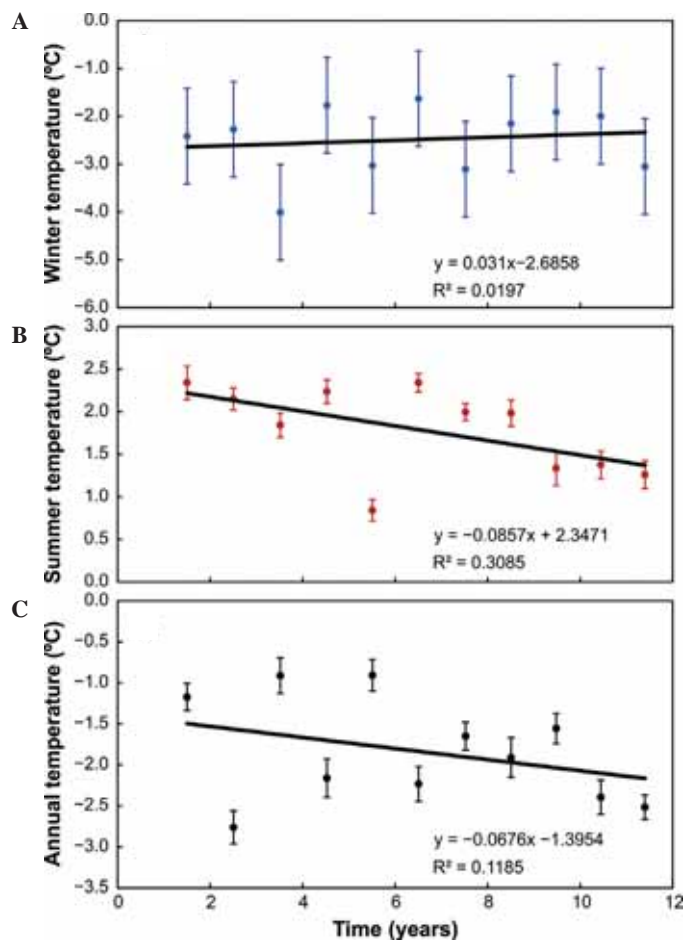 A
Winter temperature (ºC)
0.0
−1.0
−2.0
−3.0
−4.0
−5.0
−6.0
y = 0.031x−2.6858
R² = 0.0197
B
Summer temperature (ºC)
3.0
2.5
2.0
1.5
1.0
0.5
0.0
y = −0.0857x + 2.3471
R² = 0.3085
C
Annual temperature (ºC)
0.0
−0.5
−1.0
−1.5
−2.0
−2.5
−3.0
−3.5
y = −0.0676x −1.3954
R² = 0.1185
0 2 4 6 8 10 12
Time (years)